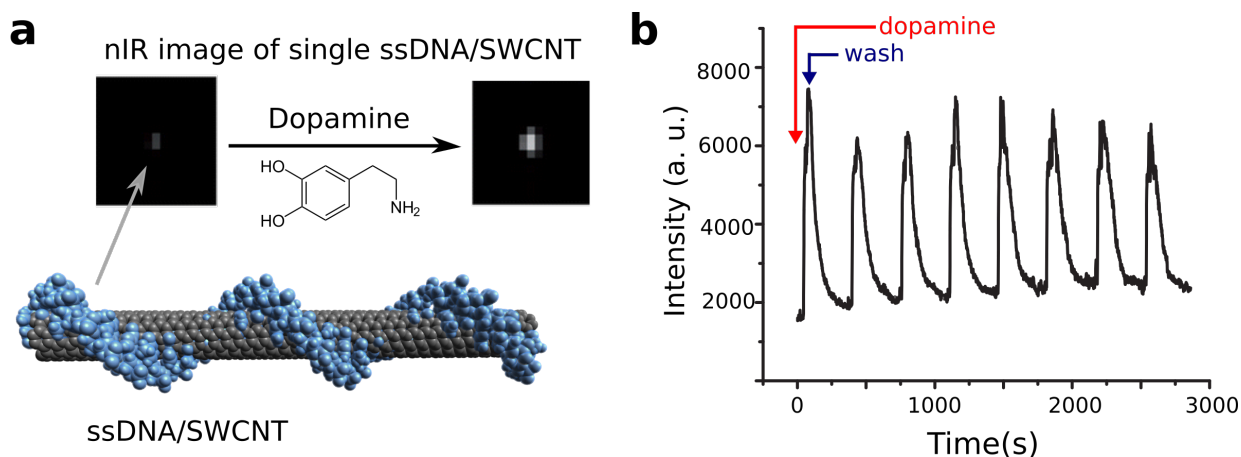 a
nIR image of single ssDNA/SWCNT
Dopamine
HO
HO
NH2
ssDNA/SWCNT
b
dopamine
wash
8000
6000
4000
2000
Intensity (a. u.)
0
1000
2000
3000
Time(s)